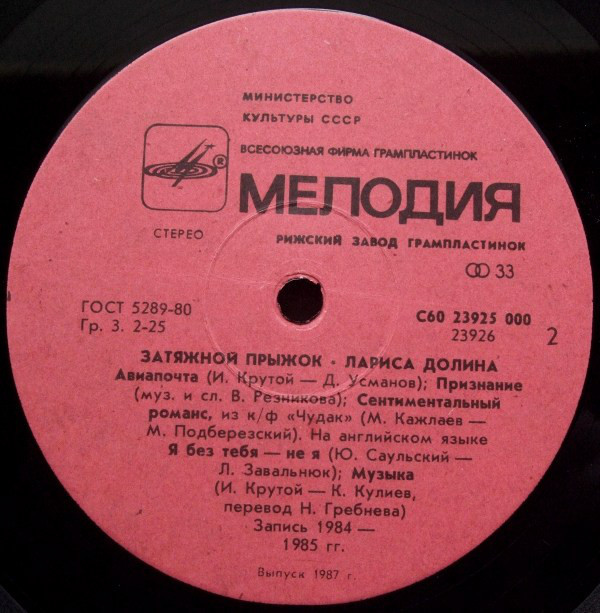 МИНИСТЕРСТВО
КУЛЬТУРЫ СССР
ВСЕСОЮЗНАЯ ФИРМА ГРАМПЛАСТИНОК
®
МЕЛОДИЯ
СТЕРЕО
РИЖСКИЙ ЗАВОД ГРАМПЛАСТИНОК
33
ГОСТ 5289-80
Гр. 3. 2-25
С60 23925 000
23926
2
ЗАТЯЖНОЙ ПРЫЖОК · ЛАРИСА ДОЛИНА
Авиапочта (И. Крутой — Д. Усманов); Признание
(муз. и сл. В. Резникова); Сентиментальный
романс, из к/ф «Чудак» (М. Кажлаев —
М. Подберезский). На английском языке
Я без тебя — не я (Ю. Саульский —
Л. Завальнюк); Музыка
(И. Крутой — К. Кулиев,
перевод Н. Гребнева)
Запись 1984 —
1985 гг.
Выпуск 1987 г.